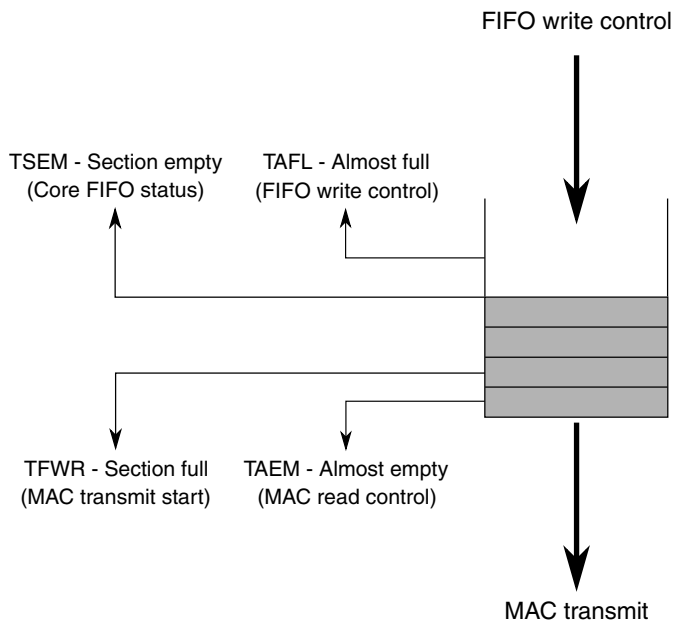 FIFO write control
TSEM - Section empty
(Core FIFO status)
TAFL - Almost full
(FIFO write control)
TFWR - Section full
(MAC transmit start)
TAEM - Almost empty
(MAC read control)
MAC transmit